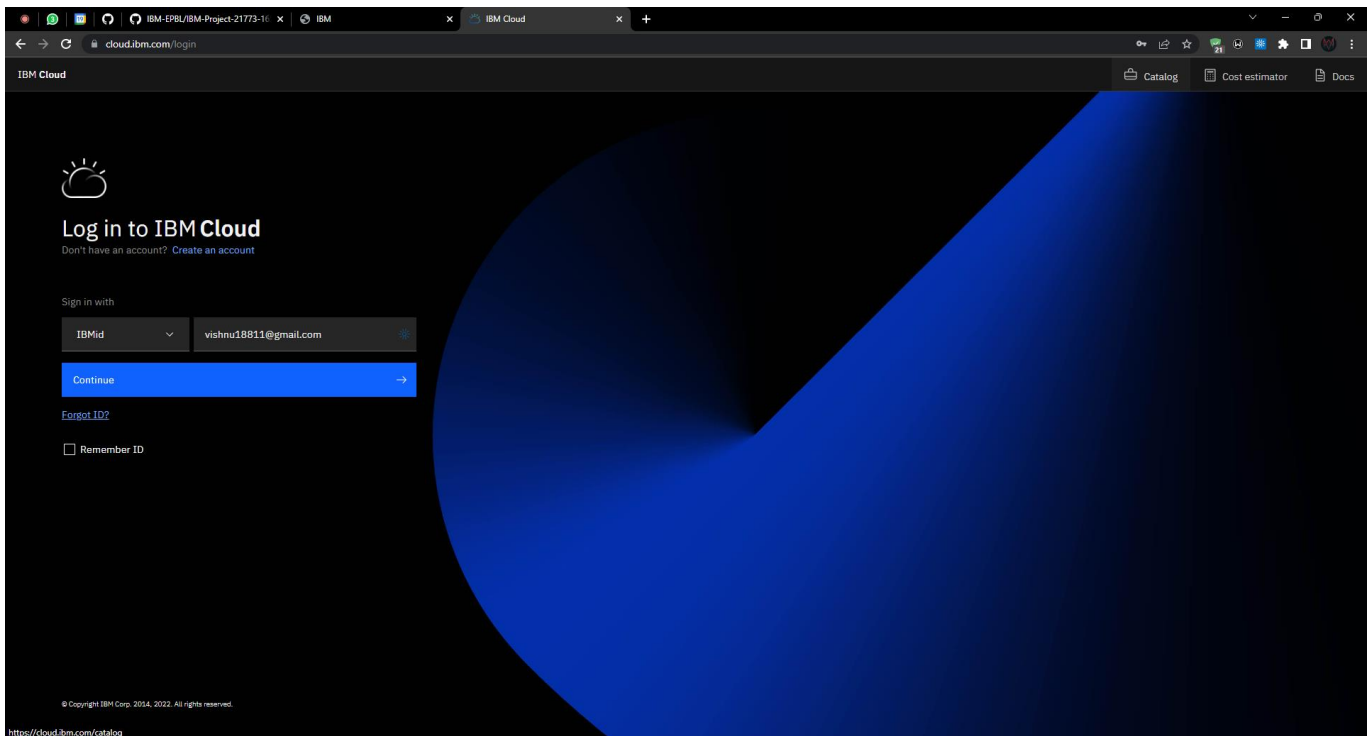 IBM-EPBL/IBM-Project-21773-16
IBM
IBM Cloud
cloud.ibm.com/login
21
IBM Cloud
Catalog
Cost estimator
Docs
Log in to IBM Cloud
Don't have an account? Create an account
Sign in with
IBMid
vishnu18811@gmail.com
Continue
Forgot ID?
Remember ID
© Copyright IBM Corp. 2014, 2022. All rights reserved.
https://cloud.ibm.com/catalog